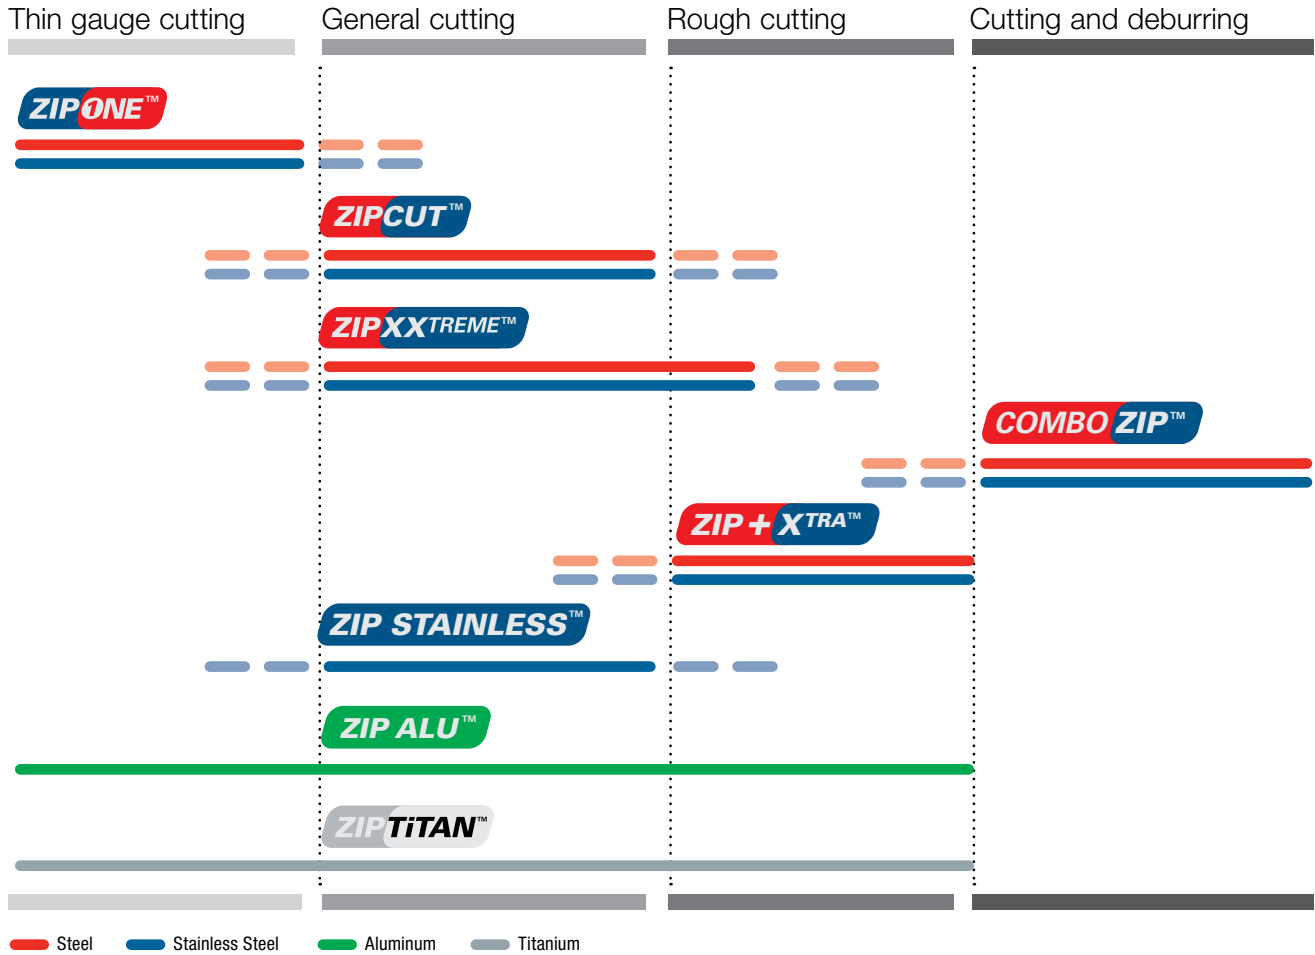 Thin gauge cutting General cutting Rough cutting Cutting and deburring
ZIPONE™
ZIPCUT™
ZIPXXTREME™
COMBO ZIP™
ZIP+XTRA™
ZIP STAINLESS™
ZIP ALU™
ZIPTiTAN™
Steel Stainless Steel Aluminum Titanium